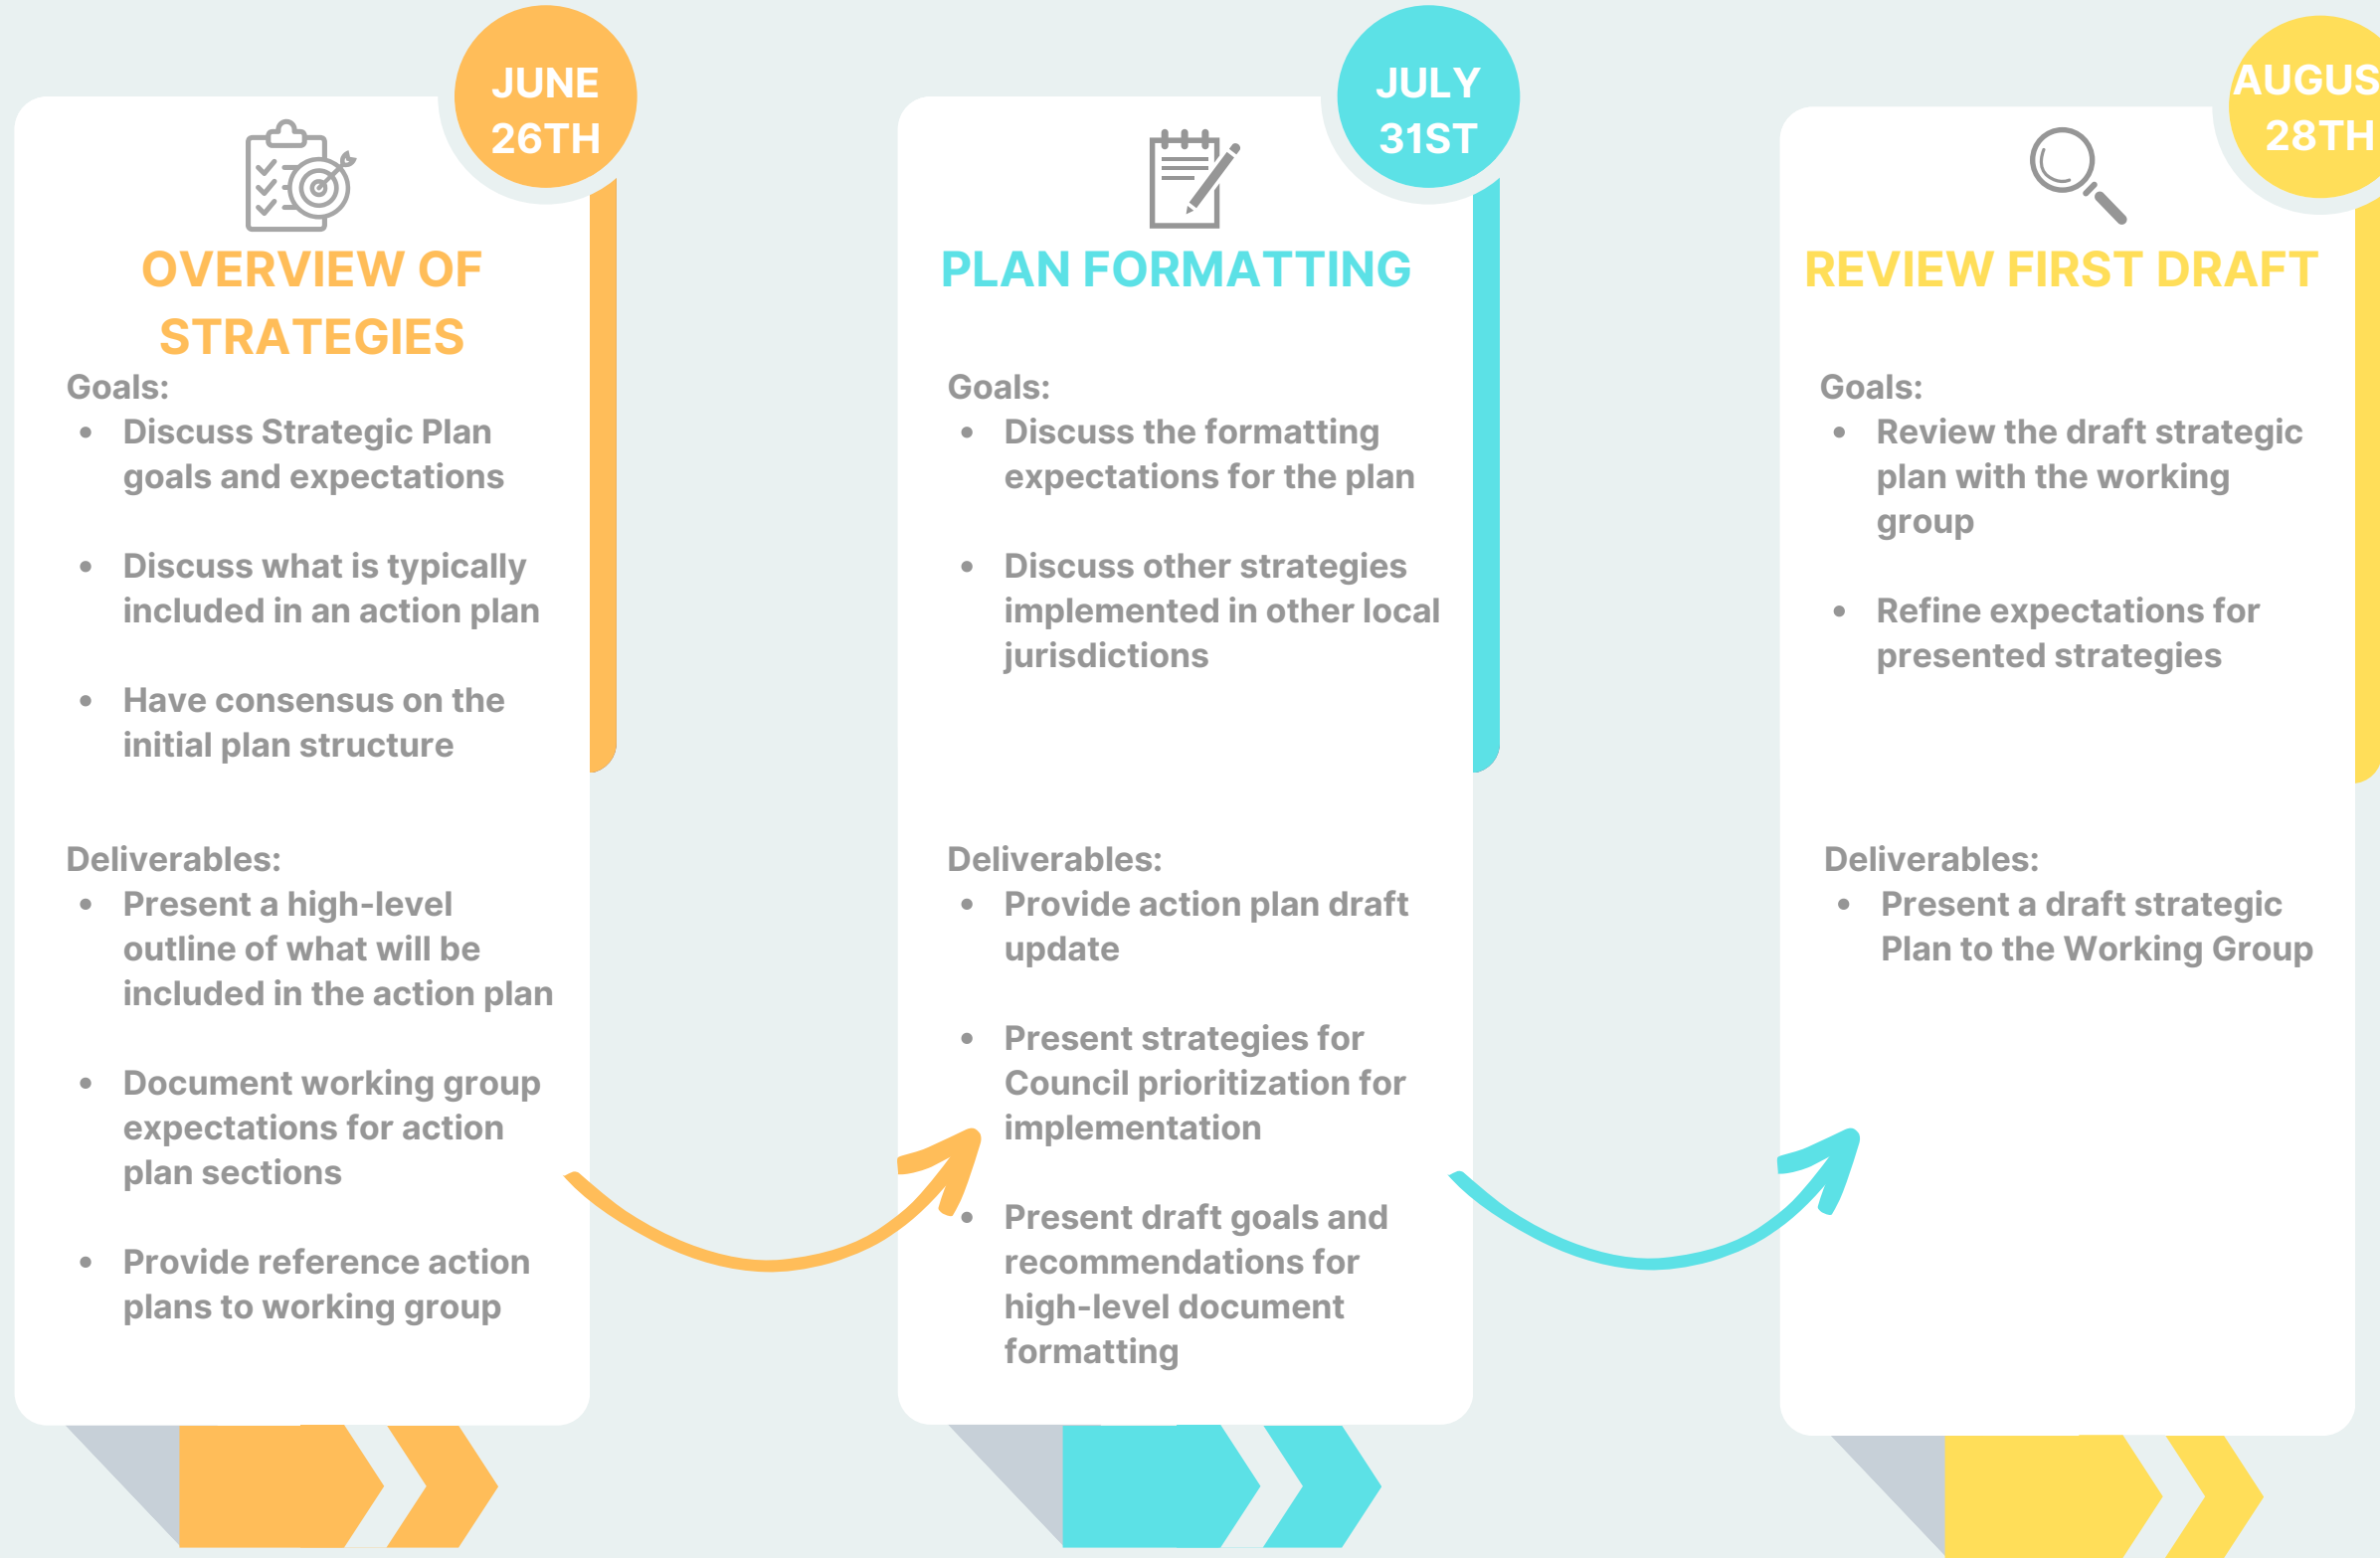 JUNE
26TH
OVERVIEW OF
STRATEGIES
Goals:
• Discuss Strategic Plan
goals and expectations
• Discuss what is typically
included in an action plan
• Have consensus on the
initial plan structure
Deliverables:
• Present a high-level
outline of what will be
included in the action plan
• Document working group
expectations for action
plan sections
• Provide reference action
plans to working group
JULY
31ST
PLAN FORMATTING
Goals:
• Discuss the formatting
expectations for the plan
• Discuss other strategies
implemented in other local
jurisdictions
Deliverables:
• Provide action plan draft
update
• Present strategies for
Council prioritization for
implementation
• Present draft goals and
recommendations for
high-level document
formatting
AUGUS
28TH
REVIEW FIRST DRAFT
Goals:
• Review the draft strategic
plan with the working
group
• Refine expectations for
presented strategies
Deliverables:
• Present a draft strategic
Plan to the Working Group